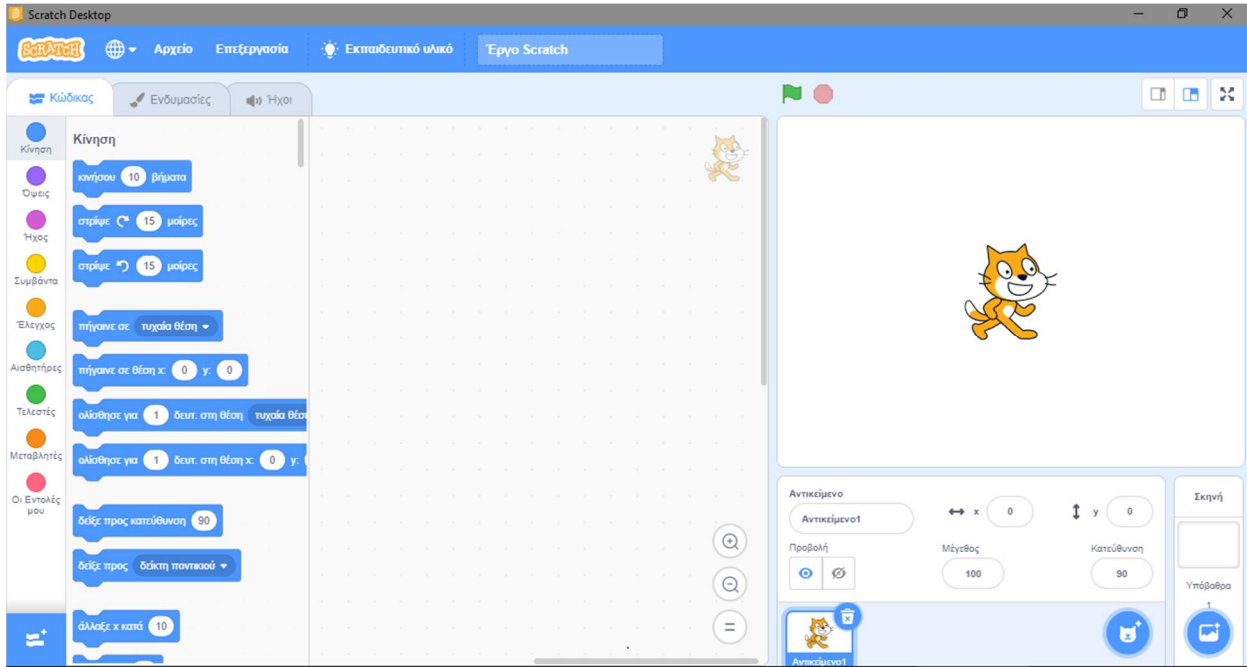 Scratch Desktop
SCRATCH Αρχείο Επεξεργασία Εκπαιδευτικό υλικό Έργο Scratch
Κώδικας Ενδυμασίες Ήχοι
Κίνηση
Όψεις
Ήχος
Συμβάντα
Έλεγχος
Αισθητήρες
Τελεστές
Μεταβλητές
Οι Εντολές
μου
Κίνηση
κινήσου 10 βήματα
στρίψε 15 μοίρες
στρίψε 15 μοίρες
πήγαινε σε τυχαία θέση
πήγαινε σε θέση x: 0 y: 0
ολίσθησε για 1 δευτ. στη θέση τυχαία
ολίσθησε για 1 δευτ. στη θέση x: 0 y:
δείξε προς κατεύθυνση 90
δείξε προς δείκτη ποντικιού
άλλαξε x κατά 10
Αντικείμενο
Αντικείμενο1 x 0 y 0
Προβολή Μέγεθος Κατεύθυνση
100 90
Αντικείμενο1
Σκηνή
Υπόβαθρα
1